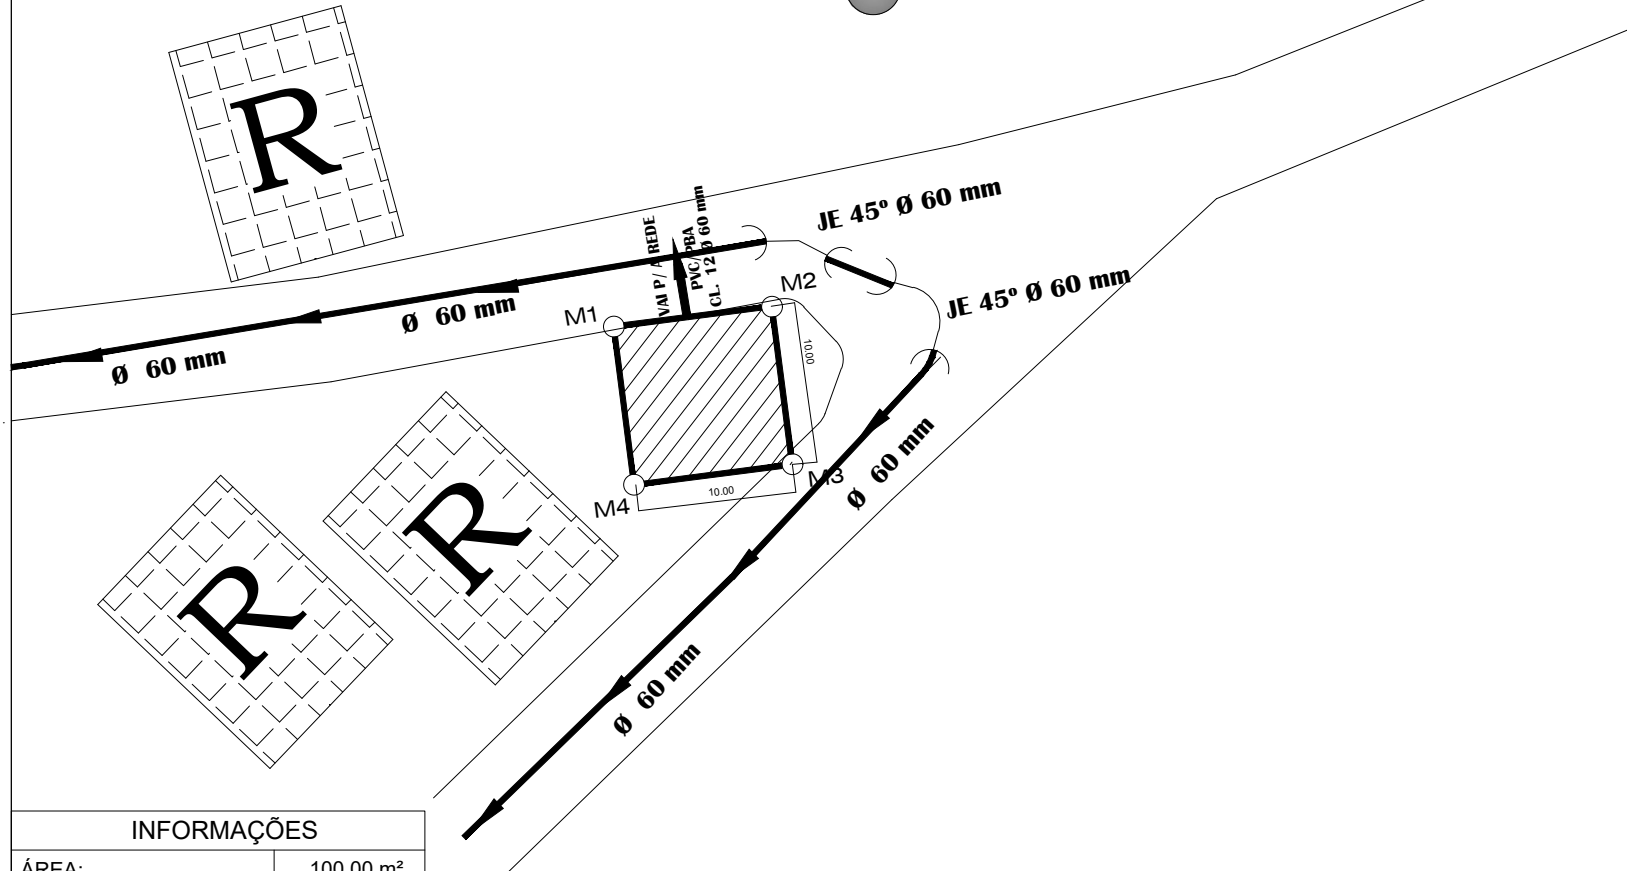 R
JE 45º Ø 60 mm
VAI P / A REDE
PVC/PBA
CL. 12 Ø 60 mm
M2
JE 45º Ø 60 mm
M1
Ø 60 mm
Ø 60 mm
10.00
Ø 60 mm
M3
10.00
M4
R
R
Ø 60 mm
INFORMAÇÕES
ÁREA: 100,00 m²